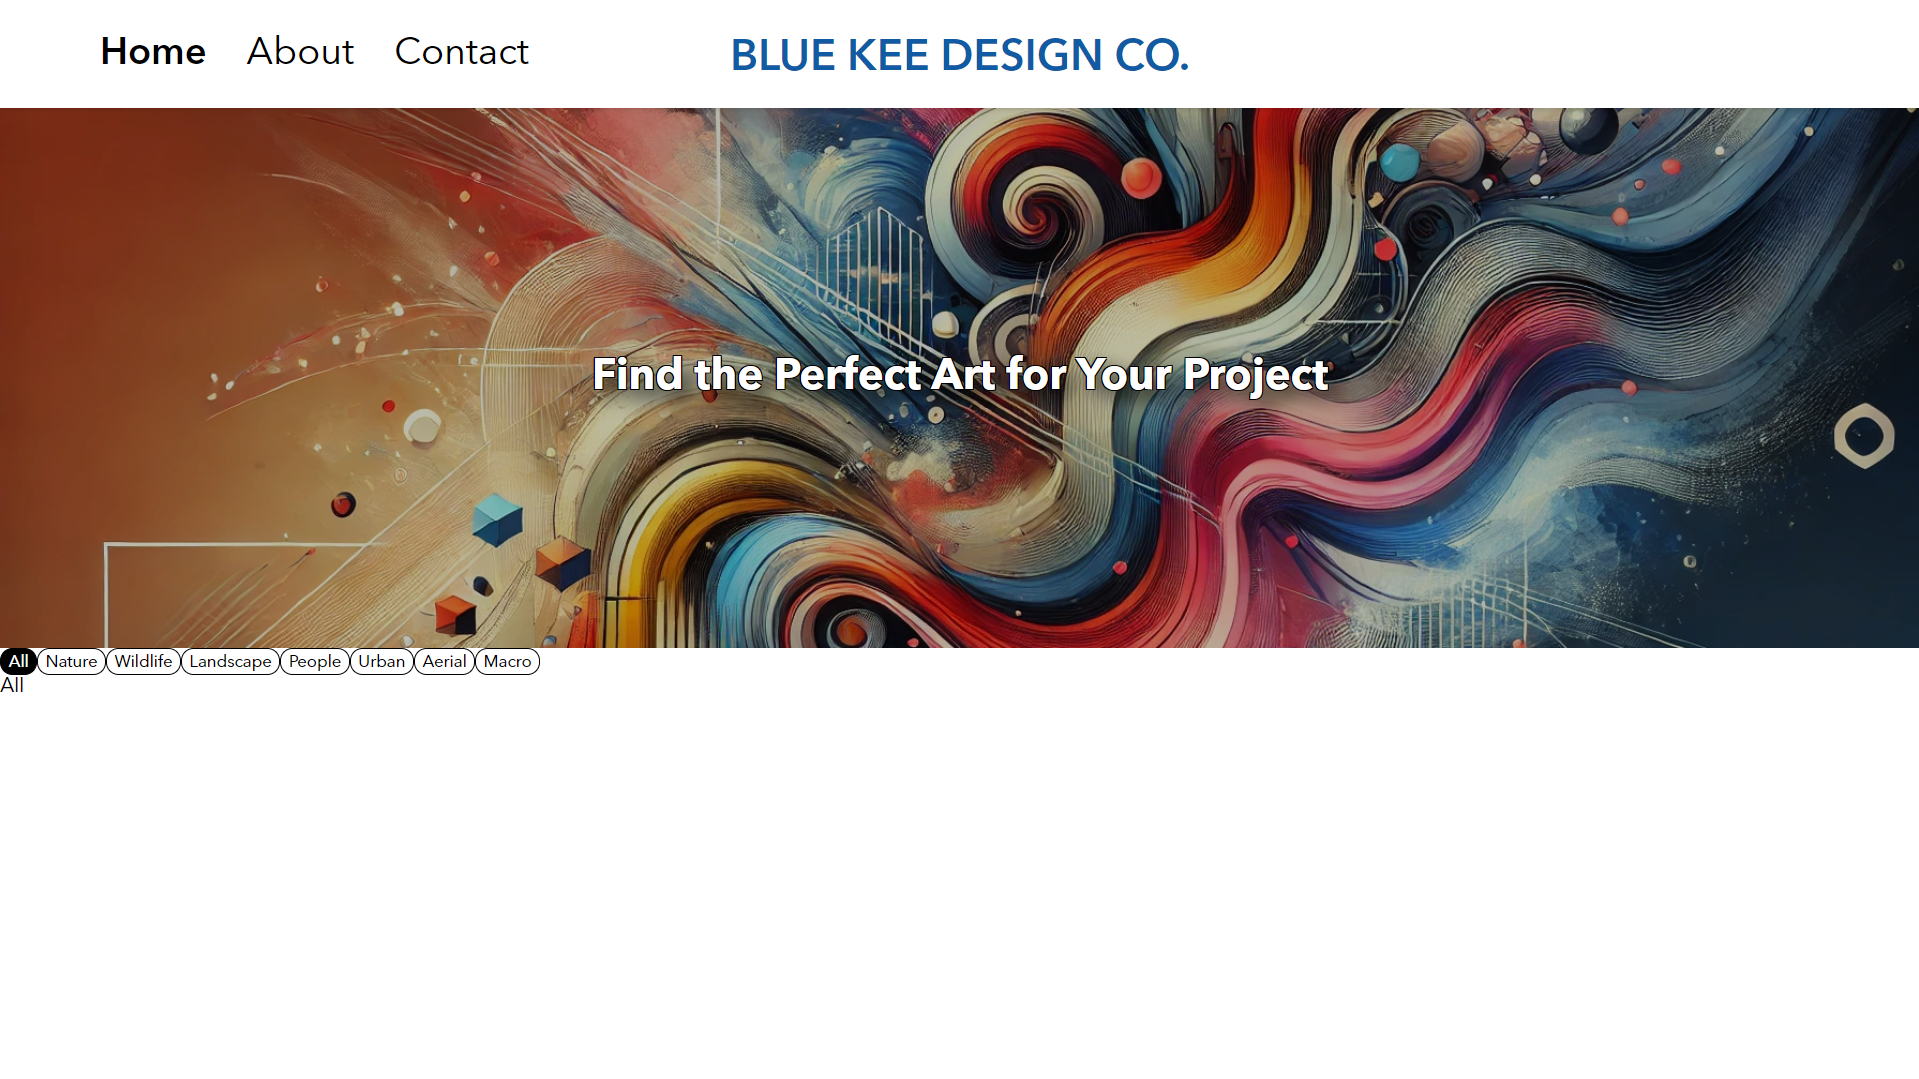 Home About Contact BLUE KEE DESIGN CO.
Find the Perfect Art for Your Project
All Nature Wildlife Landscape People Urban Aerial Macro
All